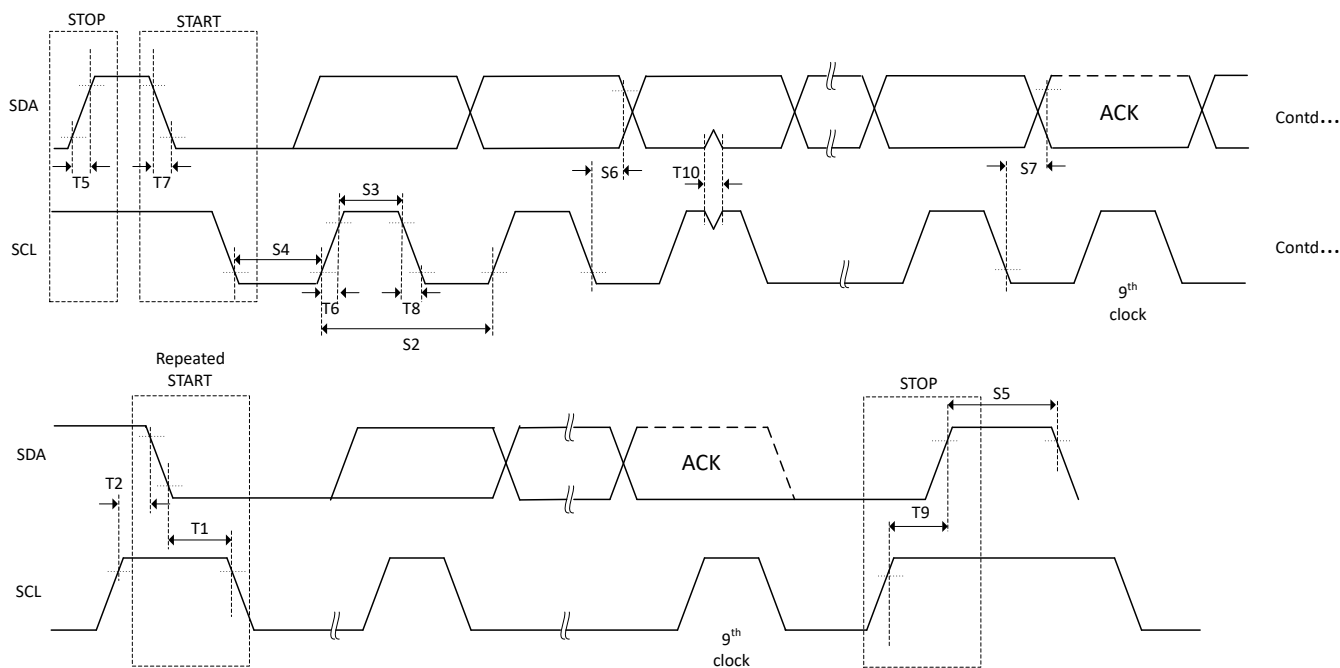 STOP
START
SDA
ACK
Contd...
T5
T7
S6
T10
S7
S3
SCL
S4
Contd...
T6
T8
9th
clock
S2
Repeated
START
STOP
S5
SDA
ACK
T2
T9
T1
SCL
9th
clock